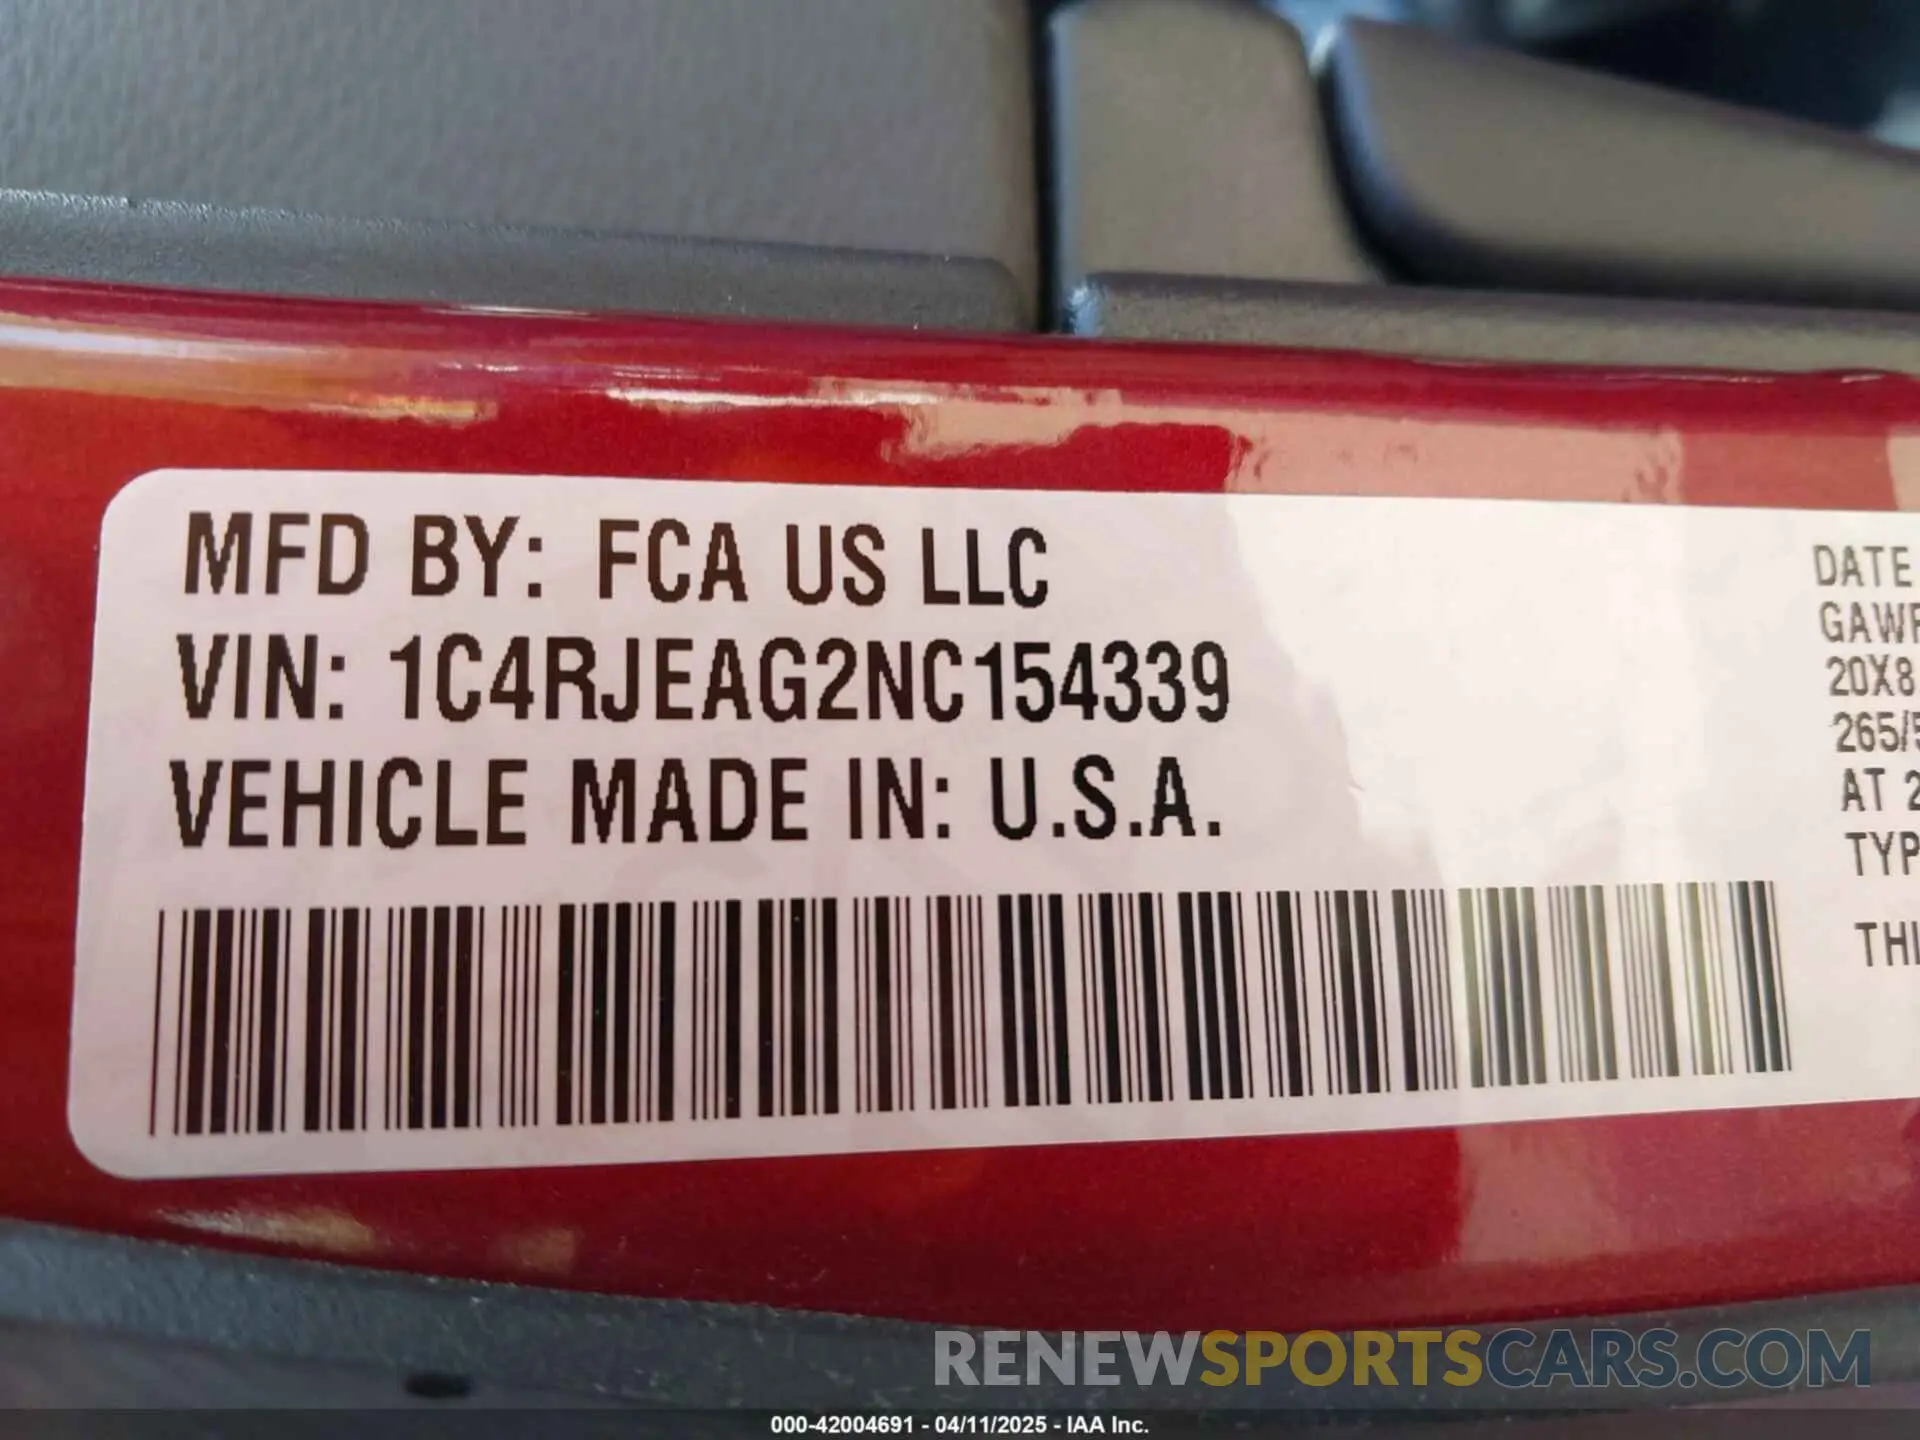 MFD BY: FCA US LLC
VIN: 1C4RJEAG2NC154339
VEHICLE MADE IN: U.S.A.
DATE
20X8
265/5
AT 2
TYP
THI
RENEWSPORTSCARS.COM
000-42004691 - 04/11/2025 - IAA Inc.